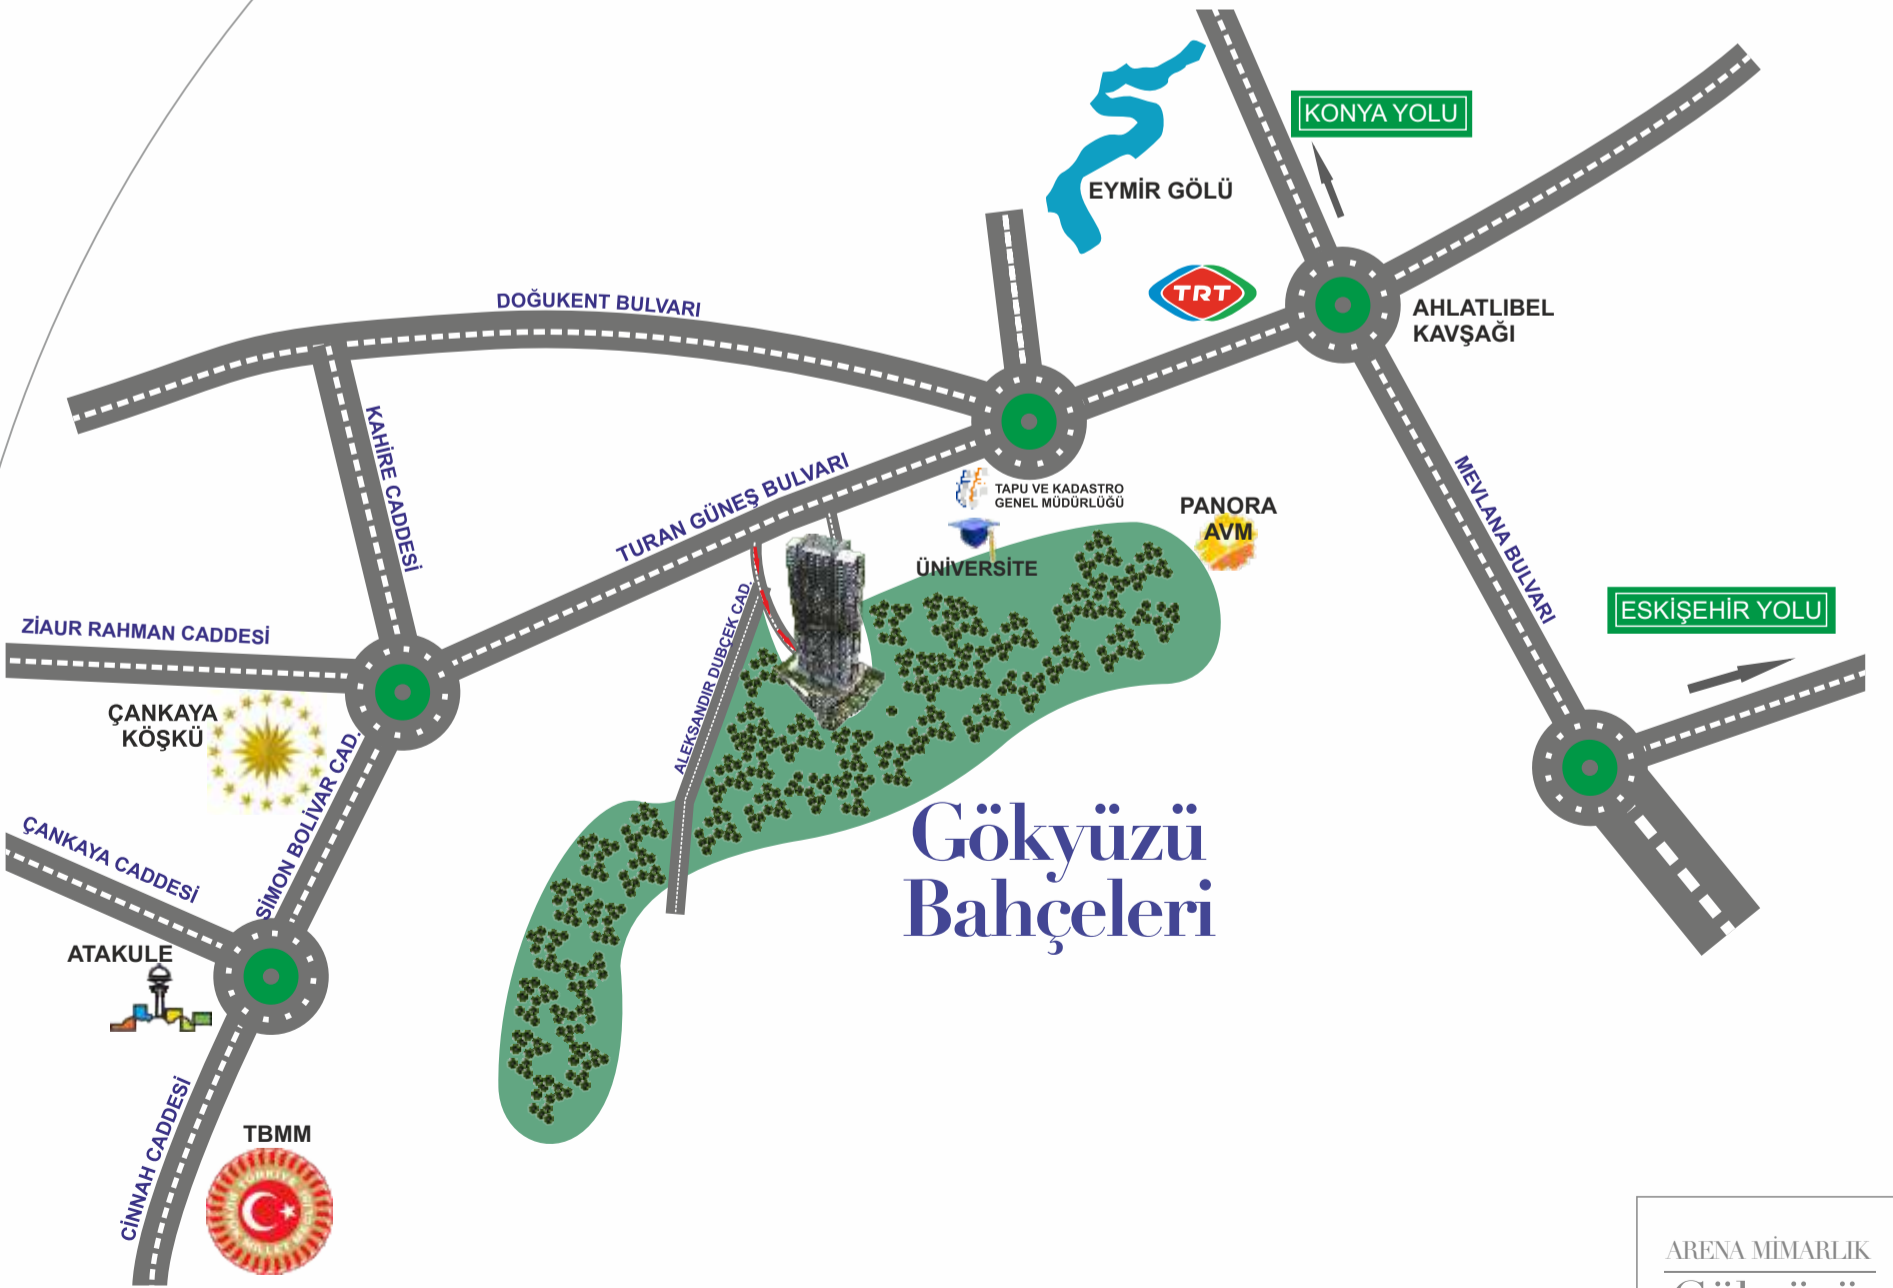 KONYA YOLU
EYMİR GÖLÜ
TRT
AHLATLIBEL
KAVŞAĞI
DOĞUKENT BULVARI
KAHİRE CADDESİ
TURAN GÜNEŞ BULVARI
TAPU VE KADASTRO
GENEL MÜDÜRLÜĞÜ
PANORA
AVM
MEVLANA BULVARI
ÜNİVERSİTE
ESKİŞEHİR YOLU
ZİAUR RAHMAN CADDESİ
ALEKSANDIR DUBÇEK CAD.
ÇANKAYA
KÖŞKÜ
SİMON BOLİVAR CAD.
ÇANKAYA CADDESİ
Gökyüzü
Bahçeleri
ATAKULE
CİNNAH CADDESİ
TBMM
ARENA MİMARLIK